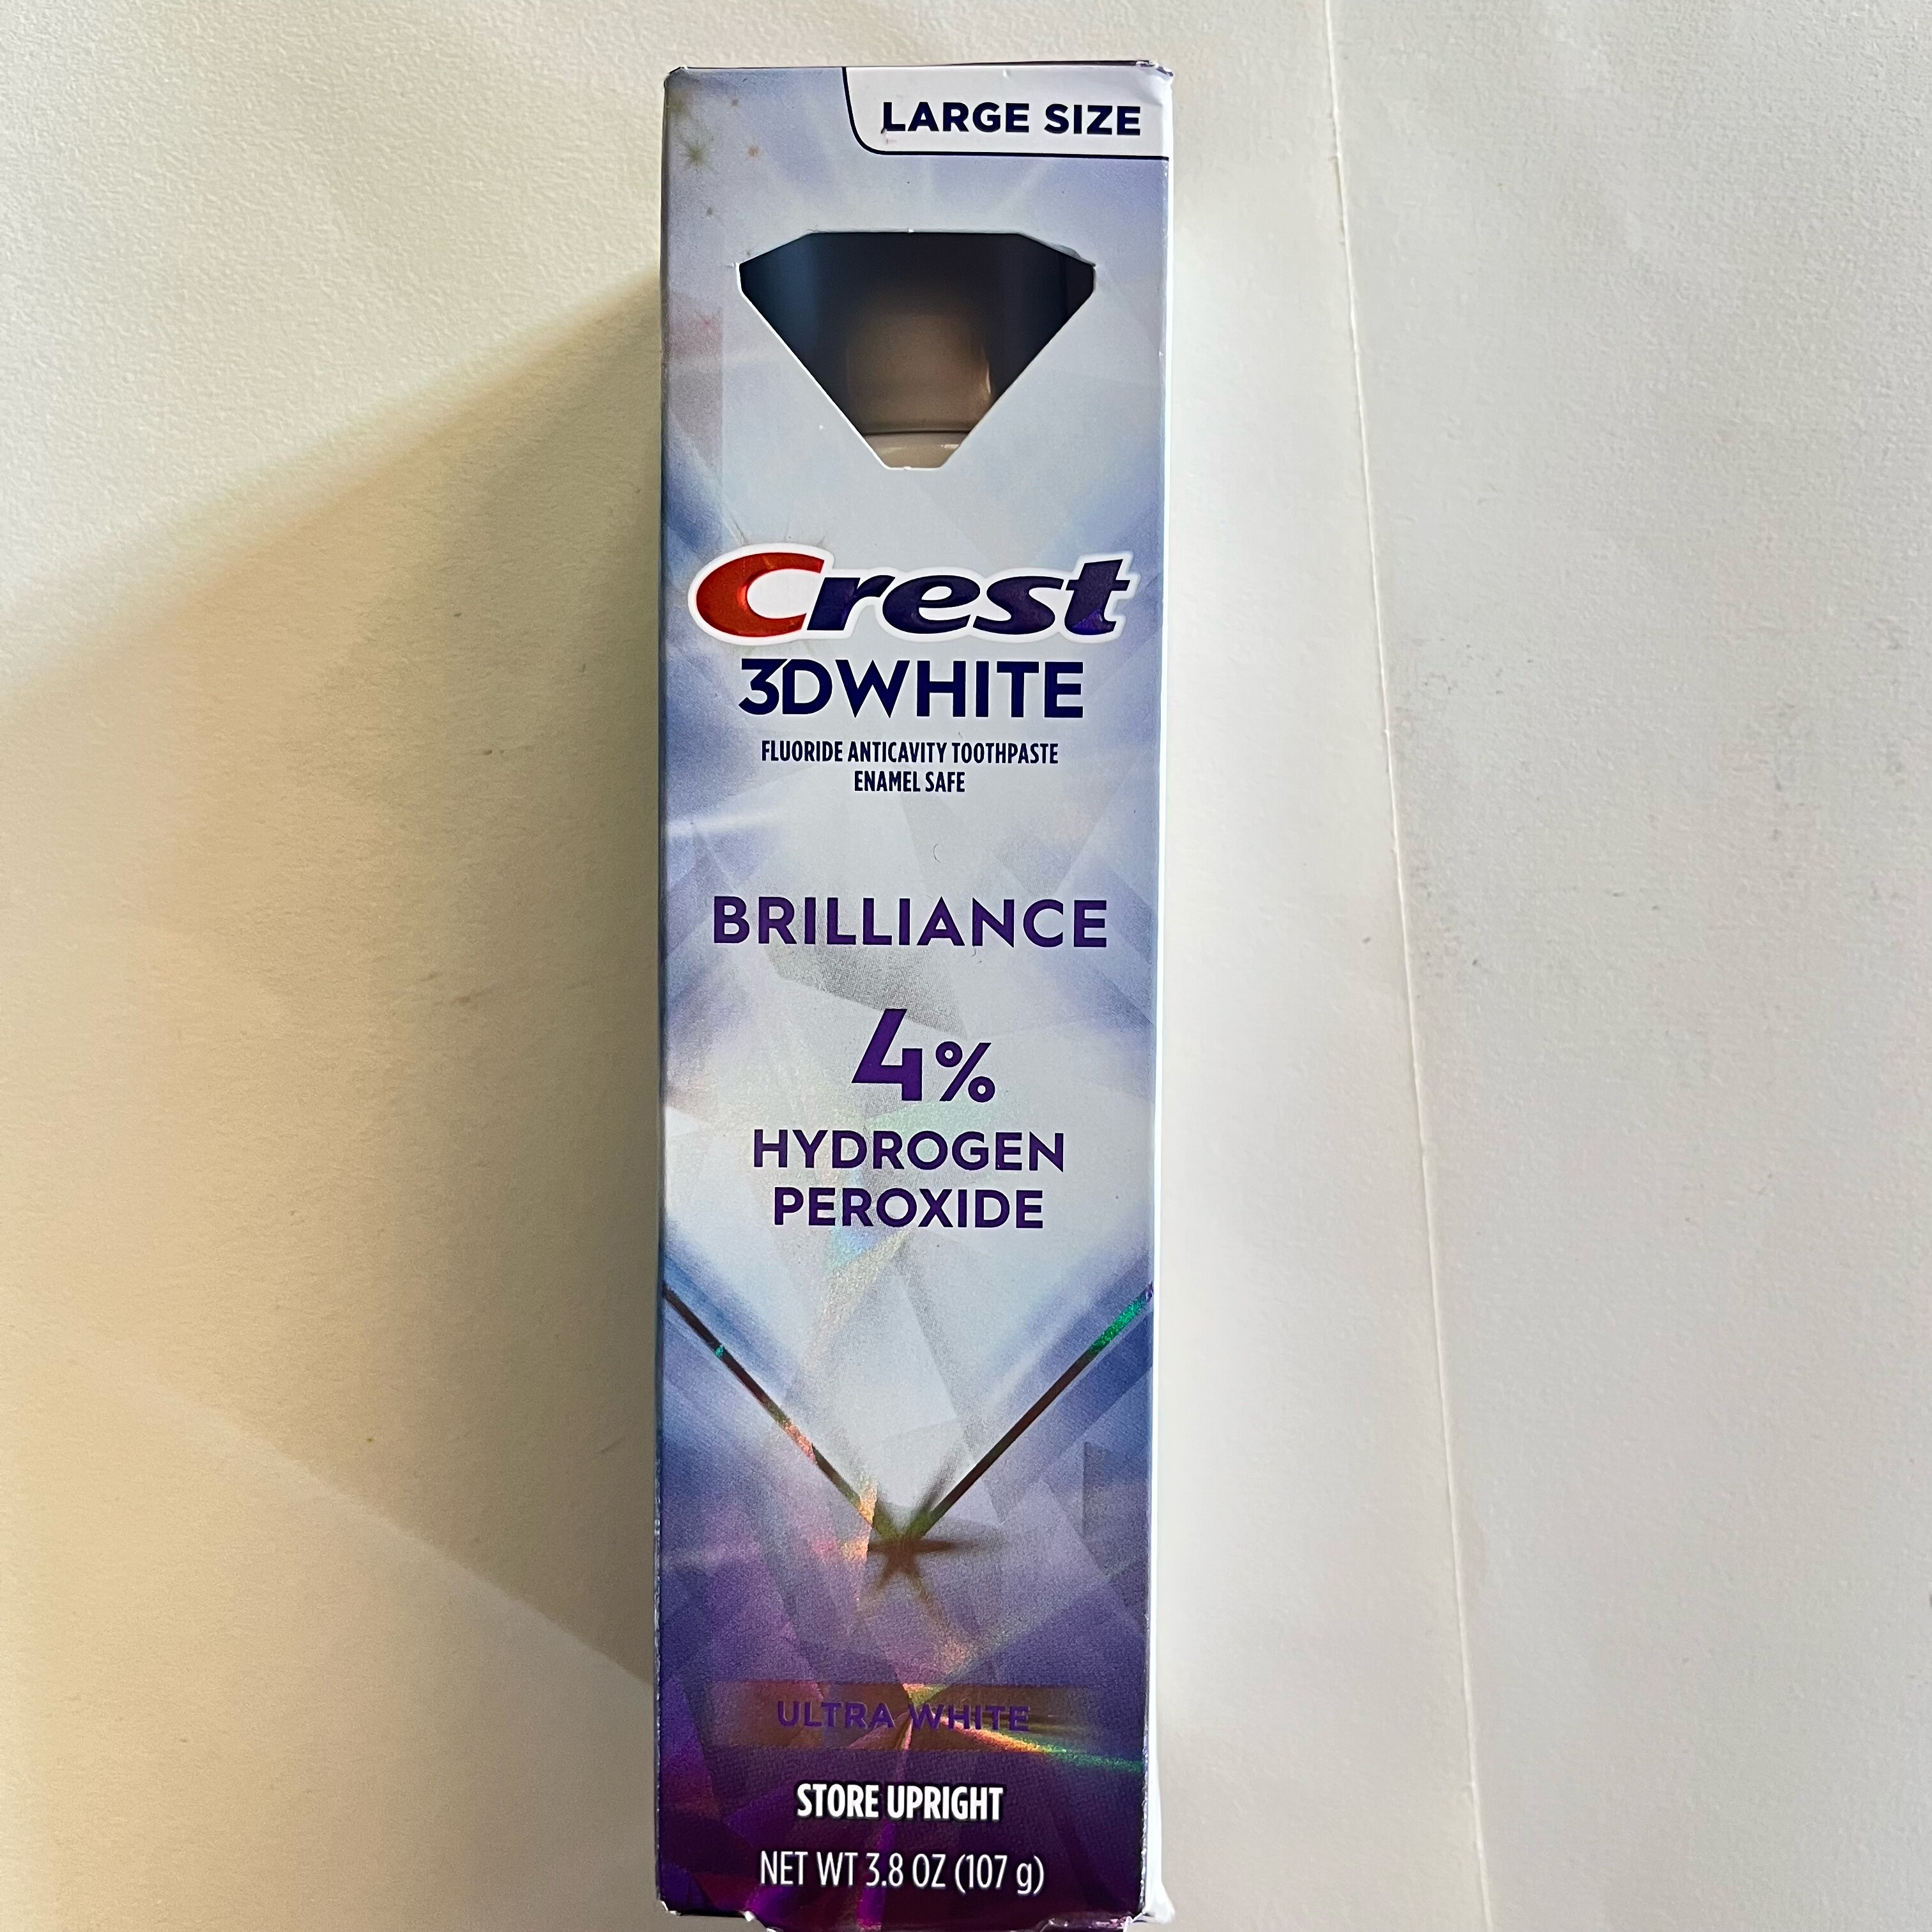 LARGE SIZE
Crest
3DWHITE
FLUORIDE ANTICAVITY TOOTHPASTE
ENAMEL SAFE
BRILLIANCE
4%
HYDROGEN
PEROXIDE
ULTRA WHITE
STORE UPRIGHT
NET WT 3.8 OZ (107 g)